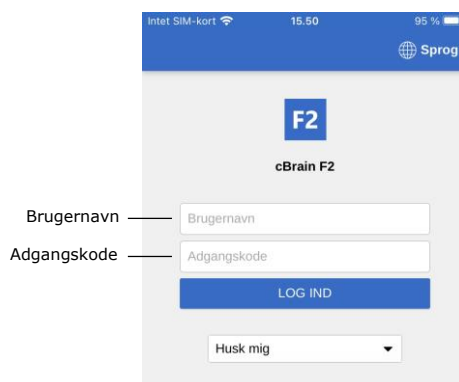 Intet SIM-kort 15.50 95 %
Sprog
F2
cBrain F2
Brugernavn Brugernavn
Adgangskode Adgangskode
LOG IND
Husk mig